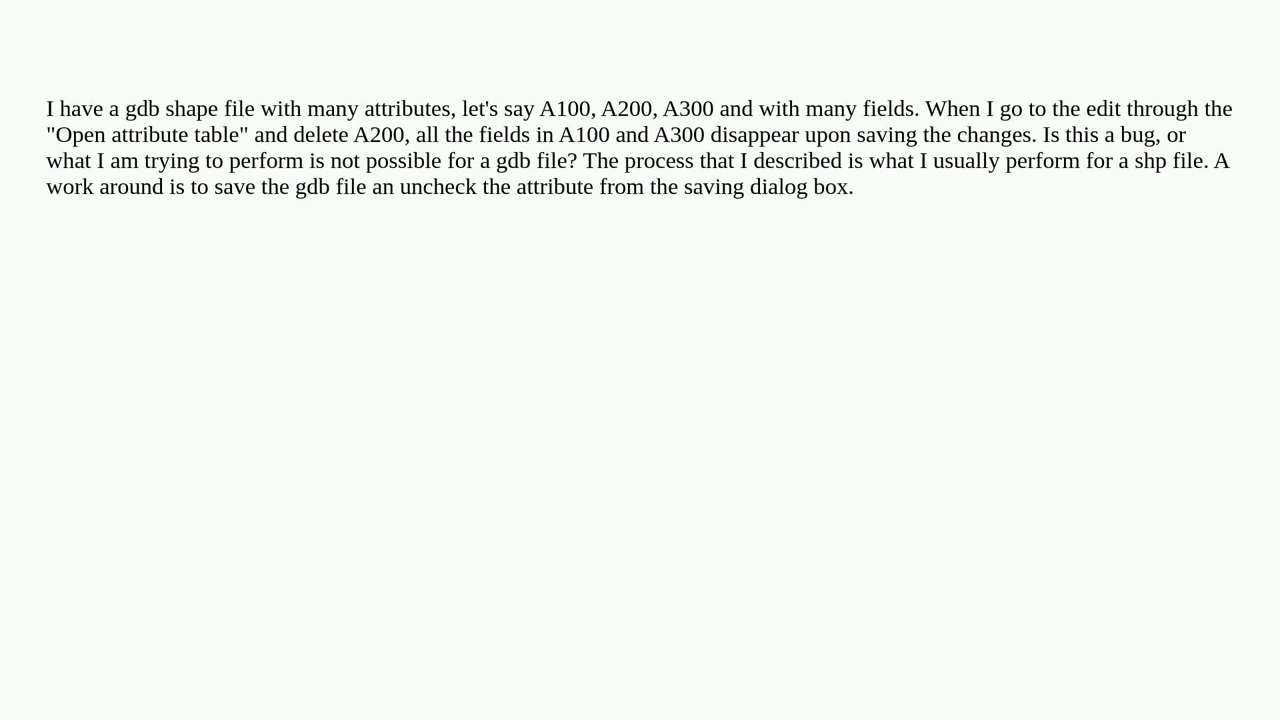 I have a gdb shape file with many attributes, let's say A100, A200, A300 and with many fields. When I go to the edit through the
"Open attribute table" and delete A200, all the fields in A100 and A300 disappear upon saving the changes. Is this a bug, or
what I am trying to perform is not possible for a gdb file? The process that I described is what I usually perform for a shp file. A
work around is to save the gdb file an uncheck the attribute from the saving dialog box.